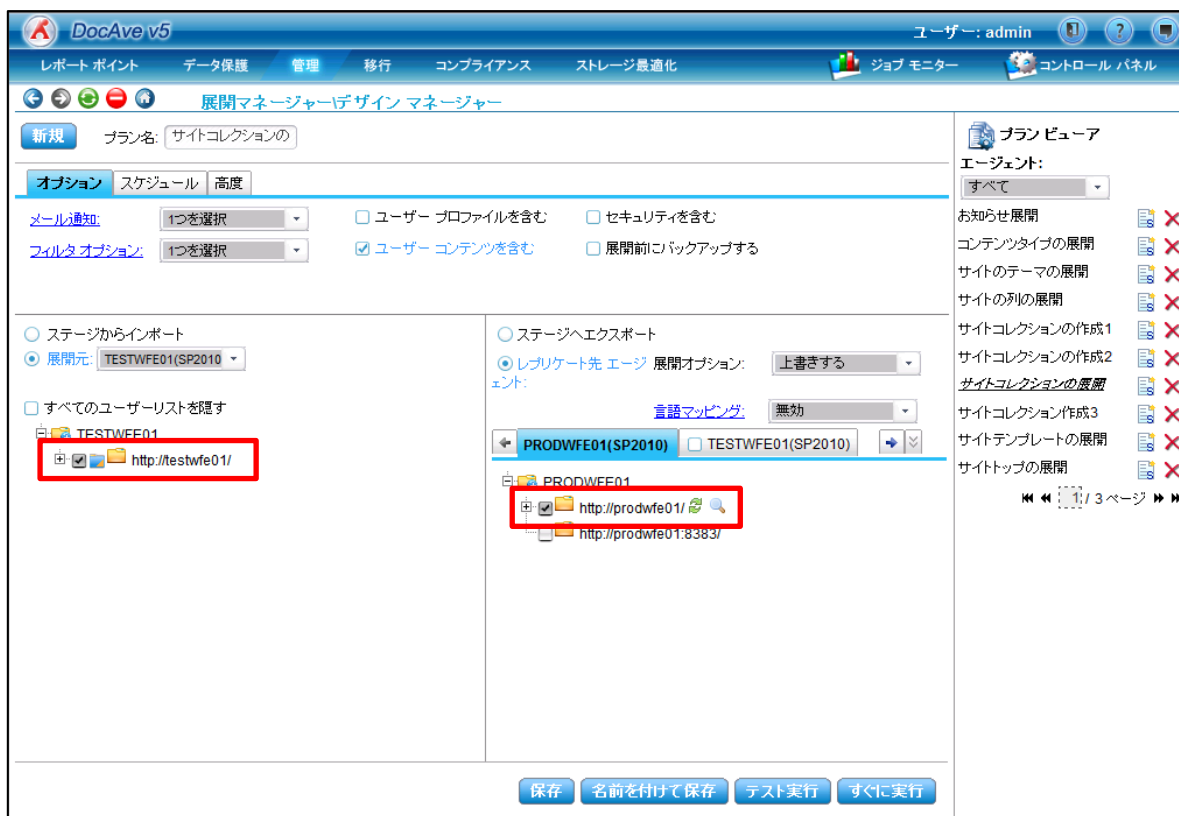 DocAve v5
ユーザー: admin
レポート ポイント データ保護 管理 移行 コンプライアンス ストレージ最適化 ジョブ モニター コントロール パネル
展開マネージャー\デザイン マネージャー
新規 プラン名: サイトコレクションの
オプション スケジュール 高度
メール通知: 1つを選択 ユーザー プロファイルを含む セキュリティを含む
フィルタ オプション: 1つを選択 ユーザー コンテンツを含む 展開前にバックアップする
ステージからインポート
展開元: TESTWFE01(SP2010
すべてのユーザーリストを隠す
TESTWFE01
http://testwfe01/
ステージへエクスポート
レプリケート先 エージ 展開オプション: 上書きする
ェント:
言語マッピング: 無効
PRODWFE01(SP2010) TESTWFE01(SP2010)
PRODWFE01
http://prodwfe01/
http://prodwfe01:8383/
保存 名前を付けて保存 テスト実行 すぐに実行
プラン ビューア
エージェント:
すべて
お知らせ展開
コンテンツタイプの展開
サイトのテーマの展開
サイトの列の展開
サイトコレクションの作成1
サイトコレクションの作成2
サイトコレクションの展開
サイトコレクション作成3
サイトテンプレートの展開
サイトトップの展開
1 / 3 ページ